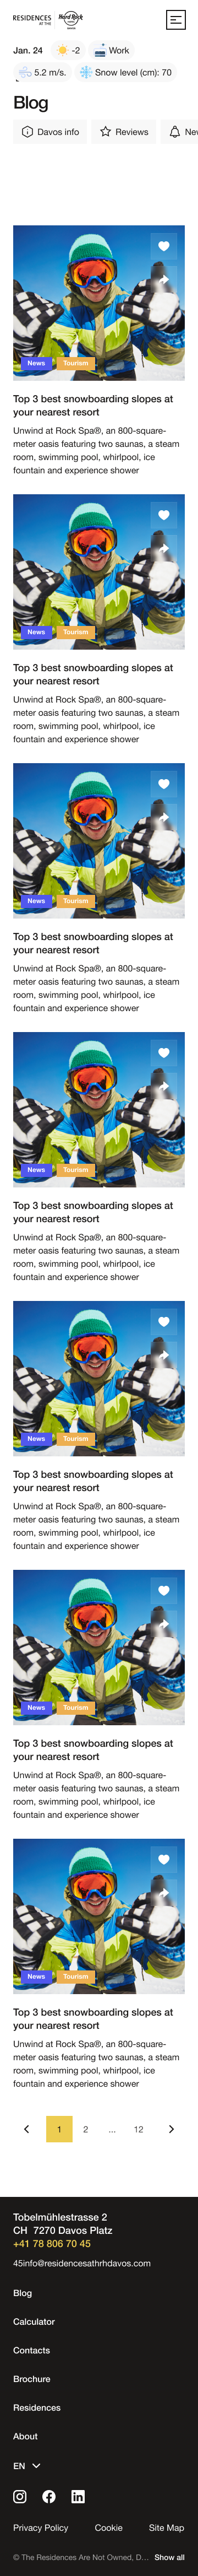 RESIDENCES
AT THE
Hard Rock
Jan. 24 -2 Work
5.2 m/s. Snow level (cm): 70
Blog
Davos info Reviews
Top 3 best snowboarding slopes at
your nearest resort
Unwind at Rock Spa®, an 800-square-
meter oasis featuring two saunas, a steam
room, swimming pool, whirlpool, ice
fountain and experience shower
News Tourism
Top 3 best snowboarding slopes at
your nearest resort
Unwind at Rock Spa®, an 800-square-
meter oasis featuring two saunas, a steam
room, swimming pool, whirlpool, ice
fountain and experience shower
News Tourism
Top 3 best snowboarding slopes at
your nearest resort
Unwind at Rock Spa®, an 800-square-
meter oasis featuring two saunas, a steam
room, swimming pool, whirlpool, ice
fountain and experience shower
News Tourism
Top 3 best snowboarding slopes at
your nearest resort
Unwind at Rock Spa®, an 800-square-
meter oasis featuring two saunas, a steam
room, swimming pool, whirlpool, ice
fountain and experience shower
News Tourism
Top 3 best snowboarding slopes at
your nearest resort
Unwind at Rock Spa®, an 800-square-
meter oasis featuring two saunas, a steam
room, swimming pool, whirlpool, ice
fountain and experience shower
News Tourism
Top 3 best snowboarding slopes at
your nearest resort
Unwind at Rock Spa®, an 800-square-
meter oasis featuring two saunas, a steam
room, swimming pool, whirlpool, ice
fountain and experience shower
News Tourism
Top 3 best snowboarding slopes at
your nearest resort
Unwind at Rock Spa®, an 800-square-
meter oasis featuring two saunas, a steam
room, swimming pool, whirlpool, ice
fountain and experience shower
News Tourism
1 2 ... 12
Tobelmühlestrasse 2
CH 7270 Davos Platz
+41 78 806 70 45
45info@residencesathrhdavos.com
Blog
Calculator
Contacts
Brochure
Residences
About
EN
Privacy Policy Cookie Site Map
© The Residences Are Not Owned, D... Show all